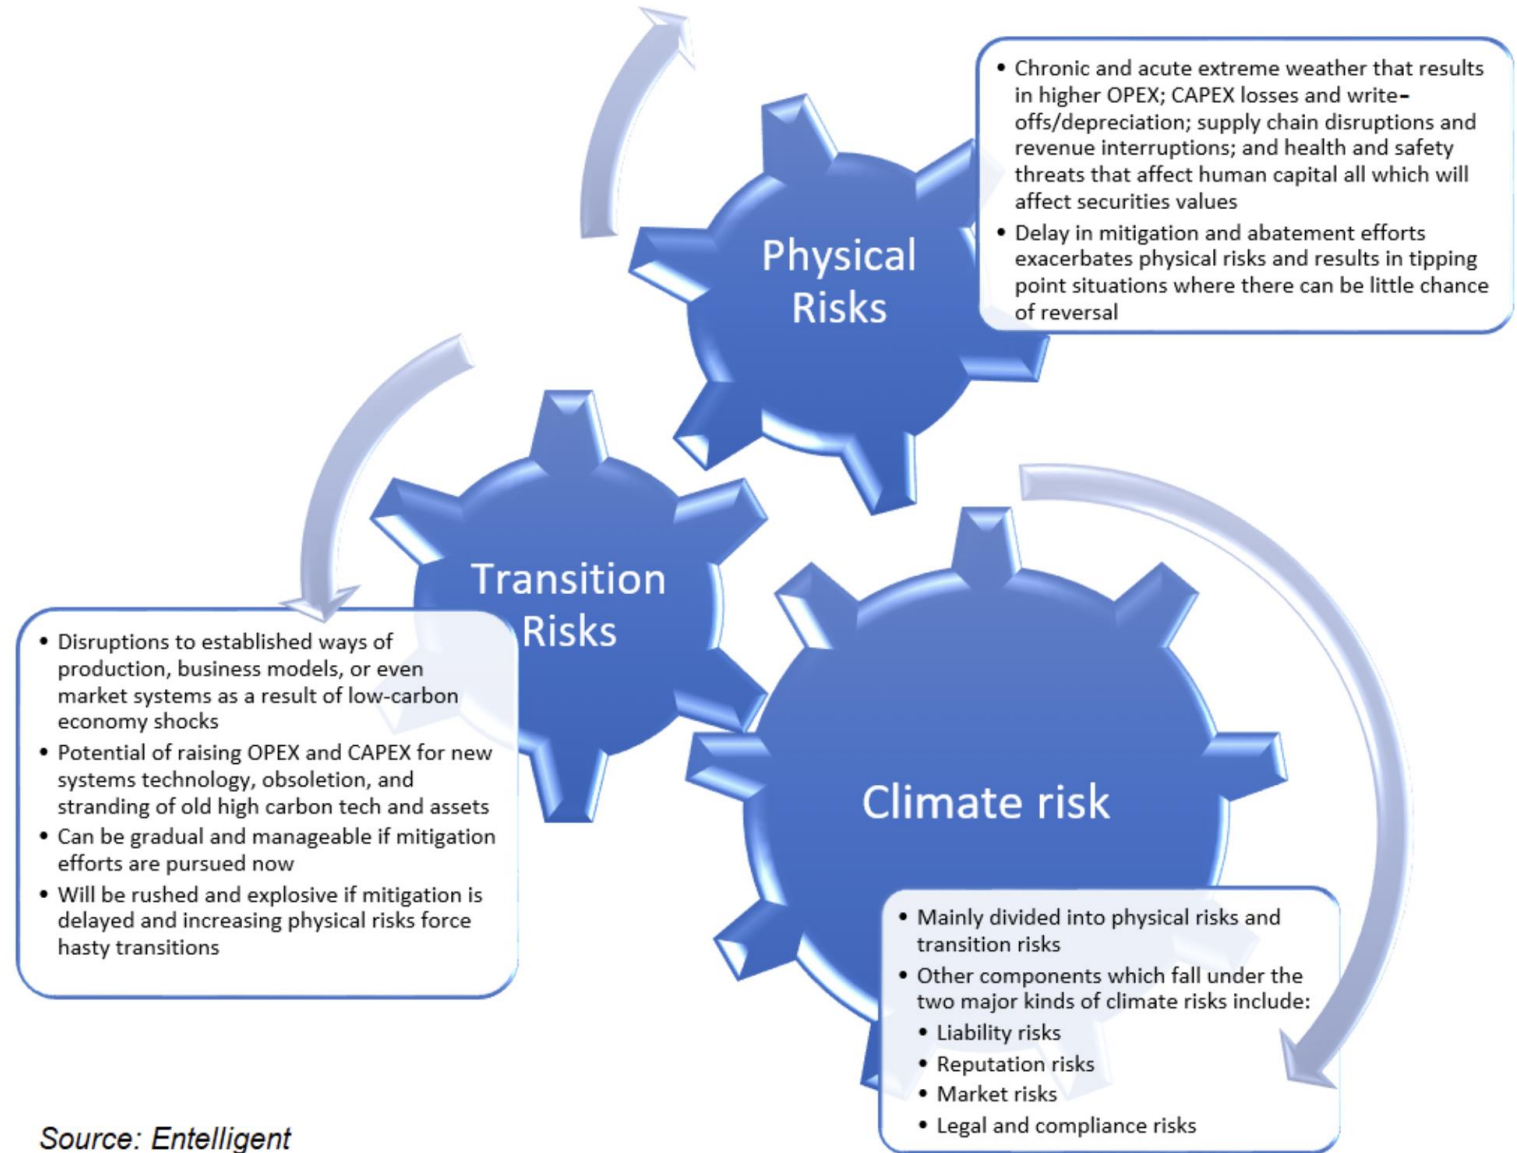 • Chronic and acute extreme weather that results
in higher OPEX; CAPEX losses and write-
offs/depreciation; supply chain disruptions and
revenue interruptions; and health and safety
threats that affect human capital all which will
affect securities values
• Delay in mitigation and abatement efforts
exacerbates physical risks and results in tipping
point situations where there can be little chance
of reversal
Physical
Risks
Transition
Risks
• Disruptions to established ways of
production, business models, or even
market systems as a result of low-carbon
economy shocks
• Potential of raising OPEX and CAPEX for new
systems technology, obsoletion, and
stranding of old high carbon tech and assets
• Can be gradual and manageable if mitigation
efforts are pursued now
• Will be rushed and explosive if mitigation is
delayed and increasing physical risks force
hasty transitions
Climate risk
• Mainly divided into physical risks and
transition risks
• Other components which fall under the
two major kinds of climate risks include:
• Liability risks
• Reputation risks
• Market risks
• Legal and compliance risks
Source: Entelligent